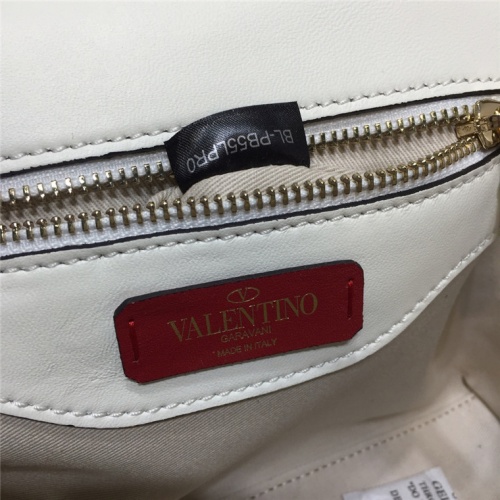 BL-PB55LPR0
VALENTINO
GARAVANI
* MADE IN ITALY